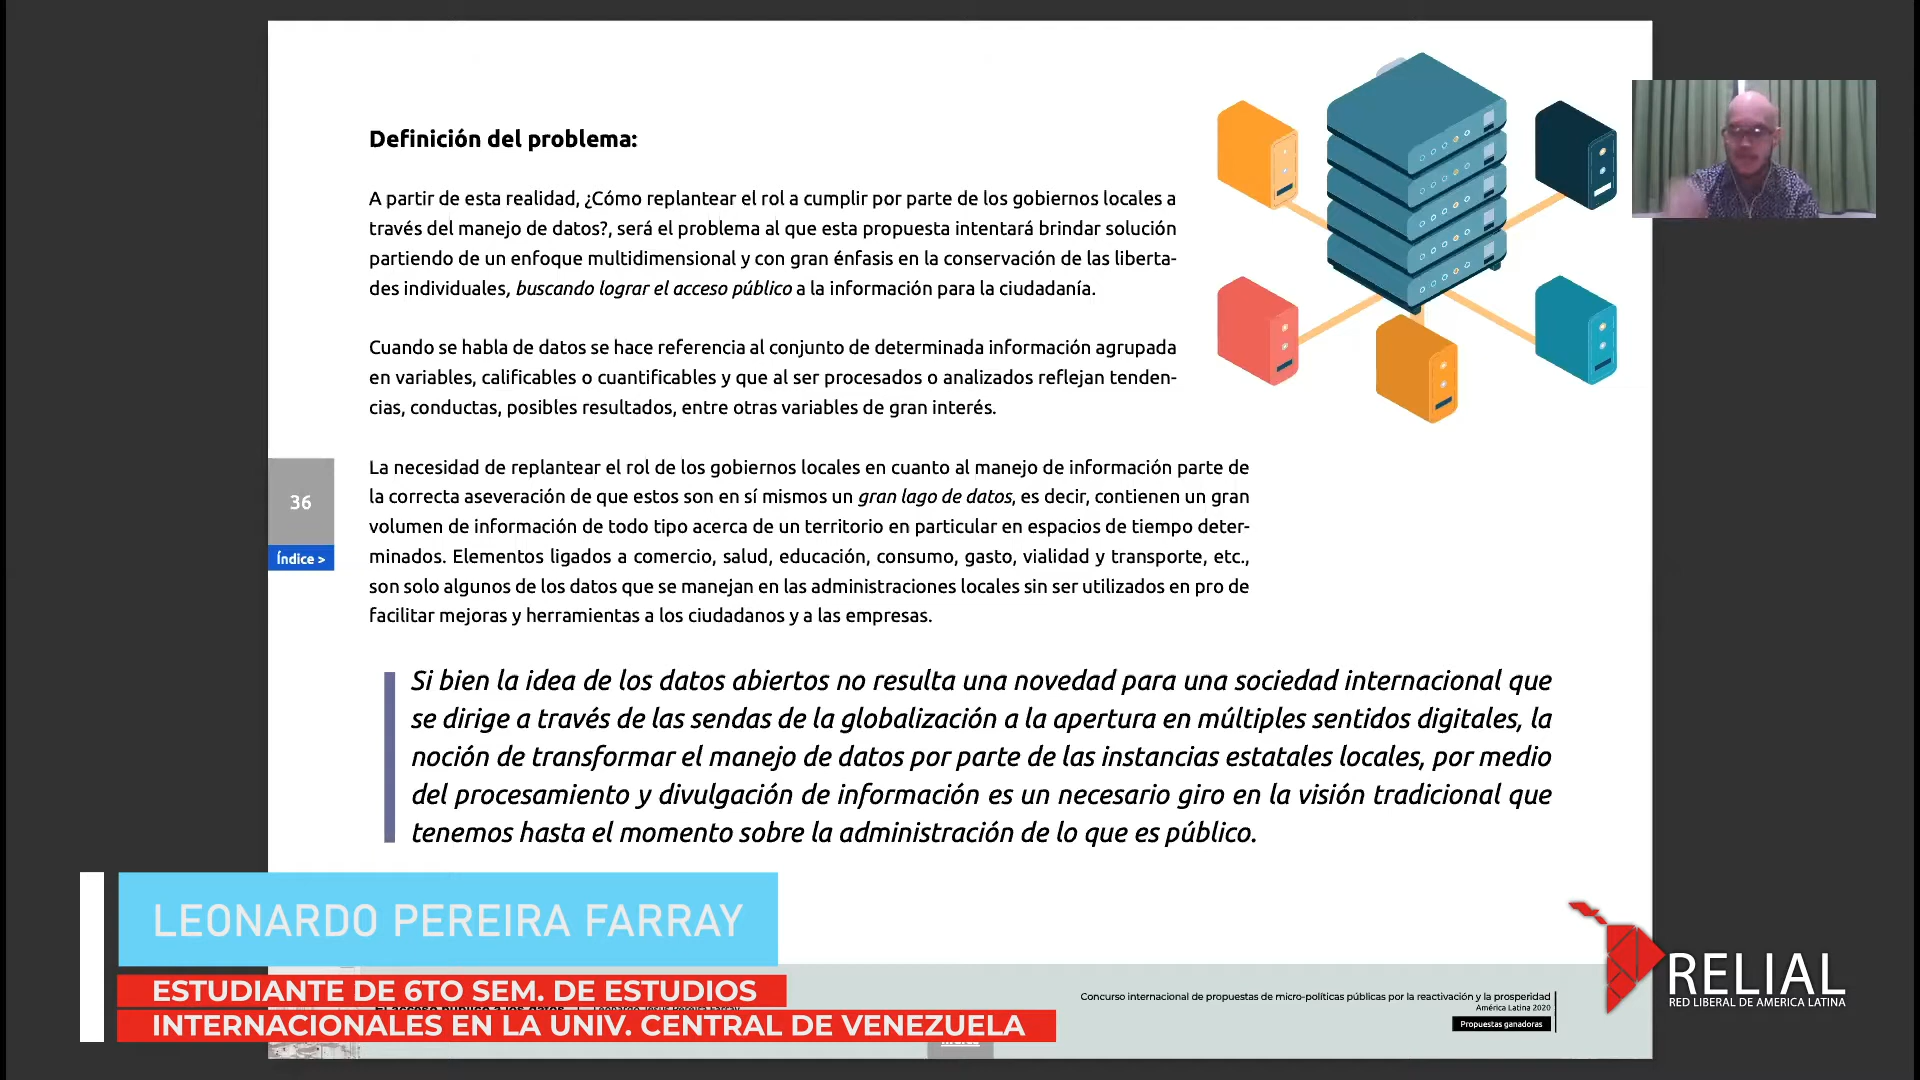 Definición del problema:
A partir de esta realidad, ¿Cómo replantear el rol a cumplir por parte de los gobiernos locales a
través del manejo de datos?, será el problema al que esta propuesta intentará brindar solución
partiendo de un enfoque multidimensional y con gran énfasis en la conservación de las liberta-
des individuales, buscando lograr el acceso público a la información para la ciudadanía.
Cuando se habla de datos se hace referencia al conjunto de determinada información agrupada
en variables, calificables o cuantificables y que al ser procesados o analizados reflejan tenden-
cias, conductas, posibles resultados, entre otras variables de gran interés.
La necesidad de replantear el rol de los gobiernos locales en cuanto al manejo de información parte de
la correcta aseveración de que estos son en sí mismos un gran lago de datos, es decir, contienen un gran
volumen de información de todo tipo acerca de un territorio en particular en espacios de tiempo deter-
minados. Elementos ligados a comercio, salud, educación, consumo, gasto, vialidad y transporte, etc.,
son solo algunos de los datos que se manejan en las administraciones locales sin ser utilizados en pro de
facilitar mejoras y herramientas a los ciudadanos y a las empresas.
36
Índice >
Si bien la idea de los datos abiertos no resulta una novedad para una sociedad internacional que
se dirige a través de las sendas de la globalización a la apertura en múltiples sentidos digitales, la
noción de transformar el manejo de datos por parte de las instancias estatales locales, por medio
del procesamiento y divulgación de información es un necesario giro en la visión tradicional que
tenemos hasta el momento sobre la administración de lo que es público.
LEONARDO PEREIRA FARRAY
ESTUDIANTE DE 6TO SEM. DE ESTUDIOS
INTERNACIONALES EN LA UNIV. CENTRAL DE VENEZUELA
Concurso internacional de propuestas de micro-políticas públicas por la reactivación y la prosperidad
América Latina 2020
Propuestas ganadoras
RELIAL
RED LIBERAL DE AMERICA LATINA